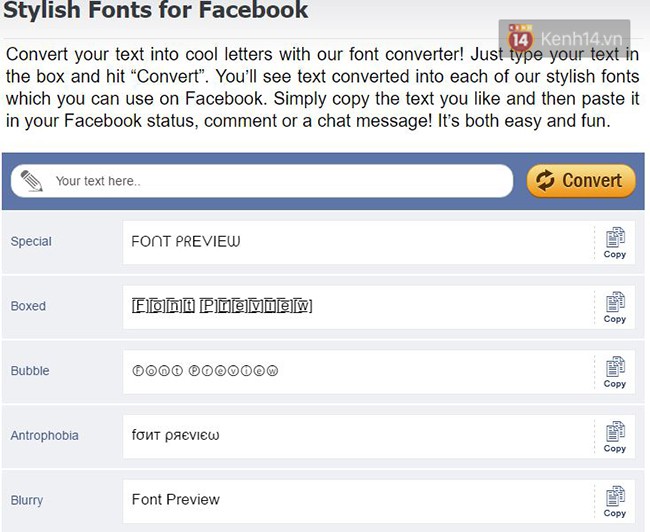 Stylish Fonts for Facebook
14 Kenh14.vn
Convert your text into cool letters with our font converter! Just type your text in
the box and hit “Convert”. You’ll see text converted into each of our stylish fonts
which you can use on Facebook. Simply copy the text you like and then paste it
in your Facebook status, comment or a chat message! It’s both easy and fun.
Your text here.. Convert
Special FOՈT ᑭREVIEᗯ Copy
Boxed [̲̅F][̲̅o][̲̅n][̲̅t] [̲̅P][̲̅r][̲̅e][̲̅v][̲̅i][̲̅e][̲̅w] Copy
Bubble ⓕⓞⓝⓣ ⓟⓡⓔⓥⓘⓔⓦ Copy
Antrophobia fσит ρяєνιєω Copy
Blurry Font Preview Copy